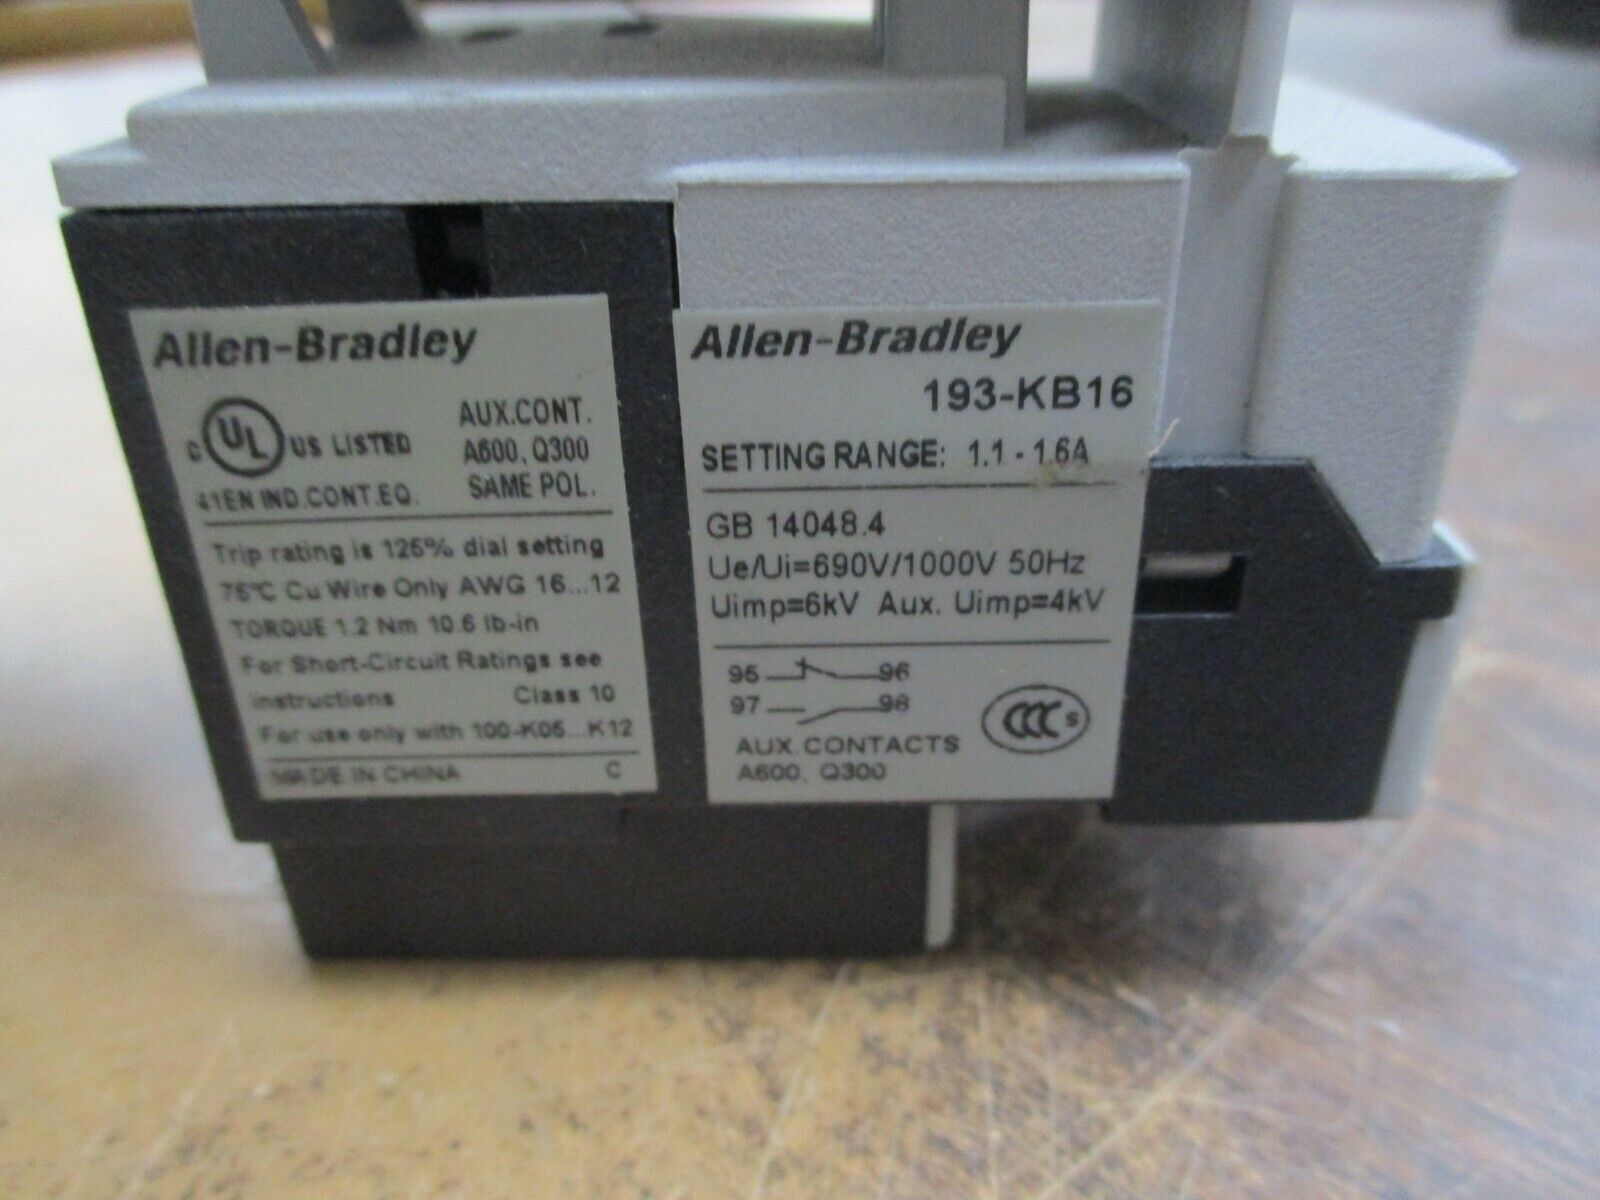 Allen-Bradley
C UL US LISTED
AUX.CONT.
A600, Q300
SAME POL.
41EN IND.CONT.EQ.
Trip rating is 125% dial setting
75°C Cu Wire Only AWG 16...12
TORQUE 1.2 Nm 10.6 lb-in
For Short-Circuit Ratings see
instructions Class 10
For use only with 100-K05...K12
MADE IN CHINA C
Allen-Bradley
193-KB16
SETTING RANGE: 1.1 - 1.6A
GB 14048.4
Ue/Ui=690V/1000V 50Hz
Uimp=6kV Aux. Uimp=4kV
95 96
97 98
CCC S
AUX.CONTACTS
A600, Q300